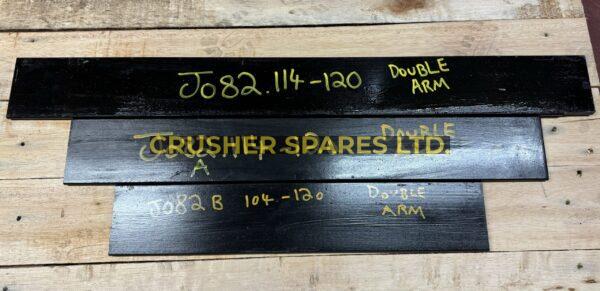 J082.114-120 DOUBLE
ARM
CRUSHER SPARES LTD.
DOUBLE
A
J082B 104-120 DOUBLE
ARM